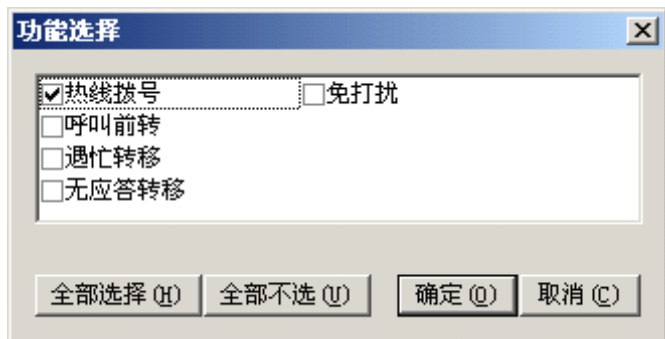 功能选择
热线拨号 免打扰
呼叫前转
遇忙转移
无应答转移
全部选择(H) 全部不选(U) 确定(O) 取消(C)